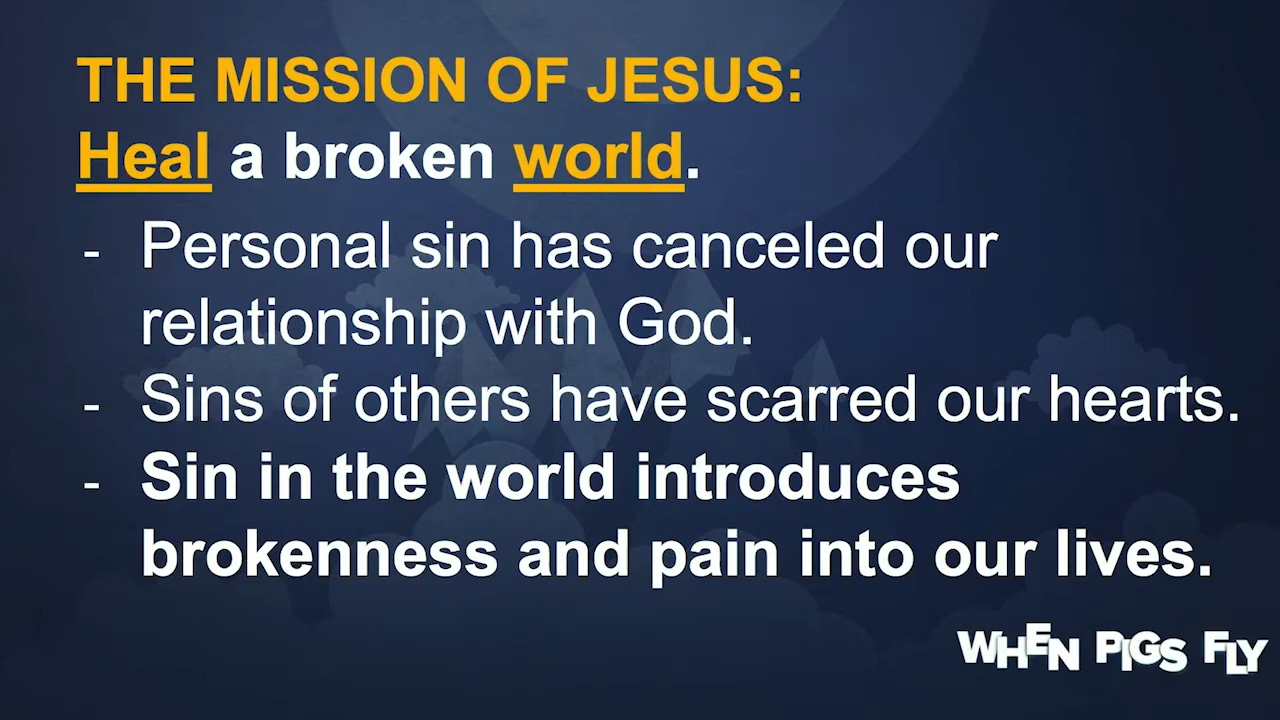 THE MISSION OF JESUS:
Heal a broken world.
- Personal sin has canceled our
relationship with God.
- Sins of others have scarred our hearts.
- Sin in the world introduces
brokenness and pain into our lives.
WHEN PIGS FLY